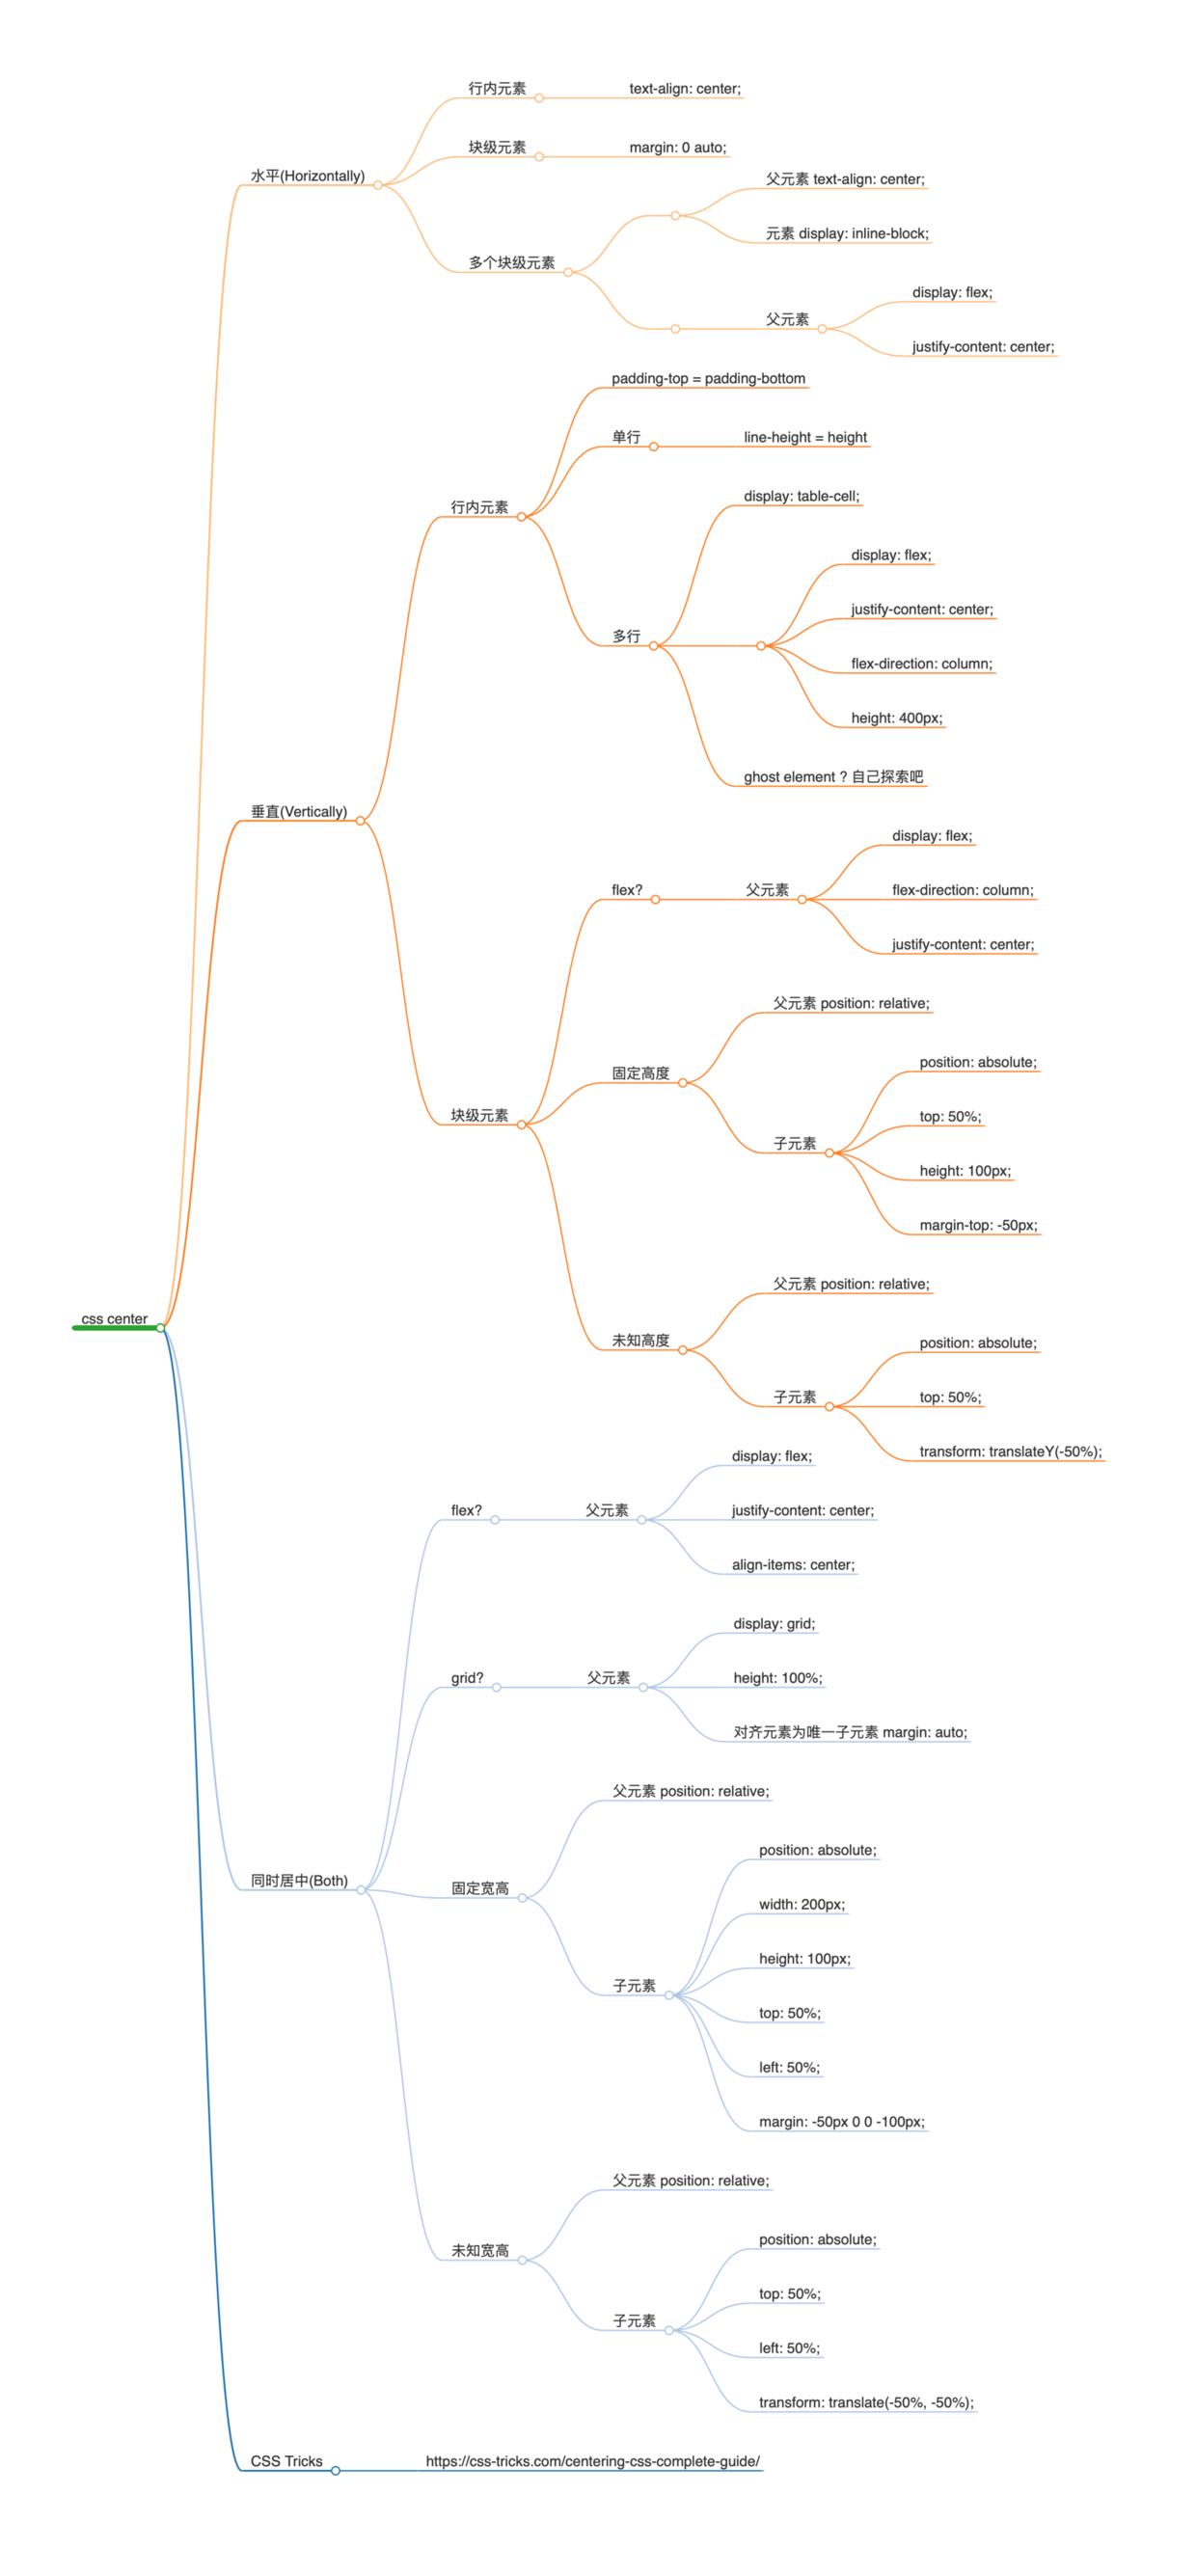 行内元素
text-align: center;
块级元素
margin: 0 auto;
水平(Horizontally)
父元素 text-align: center;
元素 display: inline-block;
多个块级元素
display: flex;
父元素
justify-content: center;
padding-top = padding-bottom
单行
line-height = height
display: table-cell;
行内元素
display: flex;
justify-content: center;
多行
flex-direction: column;
height: 400px;
ghost element ? 自己探索吧
垂直(Vertically)
display: flex;
flex?
父元素
flex-direction: column;
justify-content: center;
父元素 position: relative;
固定高度
position: absolute;
top: 50%;
块级元素
子元素
height: 100px;
margin-top: -50px;
父元素 position: relative;
css center
未知高度
position: absolute;
子元素
top: 50%;
transform: translateY(-50%);
display: flex;
flex?
父元素
justify-content: center;
align-items: center;
display: grid;
grid?
父元素
height: 100%;
对齐元素为唯一子元素 margin: auto;
父元素 position: relative;
position: absolute;
同时居中(Both)
固定宽高
width: 200px;
height: 100px;
子元素
top: 50%;
left: 50%;
margin: -50px 0 0 -100px;
父元素 position: relative;
position: absolute;
未知宽高
top: 50%;
子元素
left: 50%;
transform: translate(-50%, -50%);
CSS Tricks
https://css-tricks.com/centering-css-complete-guide/